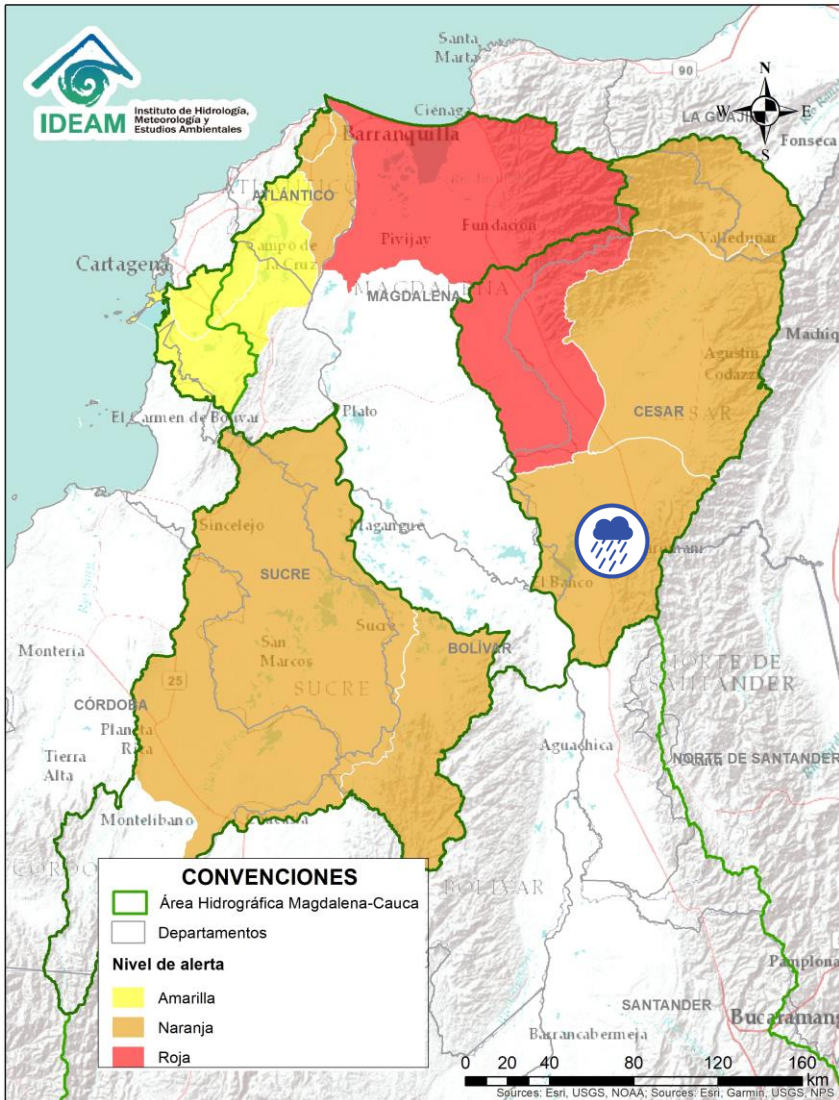 IDEAM
Instituto de Hidrología,
Meteorología y
Estudios Ambientales
Santa
Marta
90
N
W
E
S
LA GUAJI
Fonseca
Ciénaga
Barranquilla
ATLÁNTICO
Fundación
Pivijay
Valledupar
Campo de
la Cruz
Cartagena
MAGDALENA
MAGDALENA
Machiq
Agustín
Codazzi
CESAR
El Carmen de Bolívar
Plato
Sincelejo
Magangué
SUCRE
El Banco
Sucre
San
Marcos
BOLÍVAR
Montería
SUCRE
25
NORTE DE
SANTANDER
CÓRDOBA
Planeta
Rica
Aguachica
Tierra
Alta
NORTE DE SANTANDER
Montelibano
CONVENCIONES
Área Hidrográfica Magdalena-Cauca
Departamentos
Nivel de alerta
Amarilla
Naranja
Roja
BOLÍVAR
Pamplona
SANTANDER
Bucaramang
Barrancabermeja
0 20 40 80 120 160
km
Sources: Esri, USGS, NOAA; Sources: Esri, Garmin, USGS, NPS